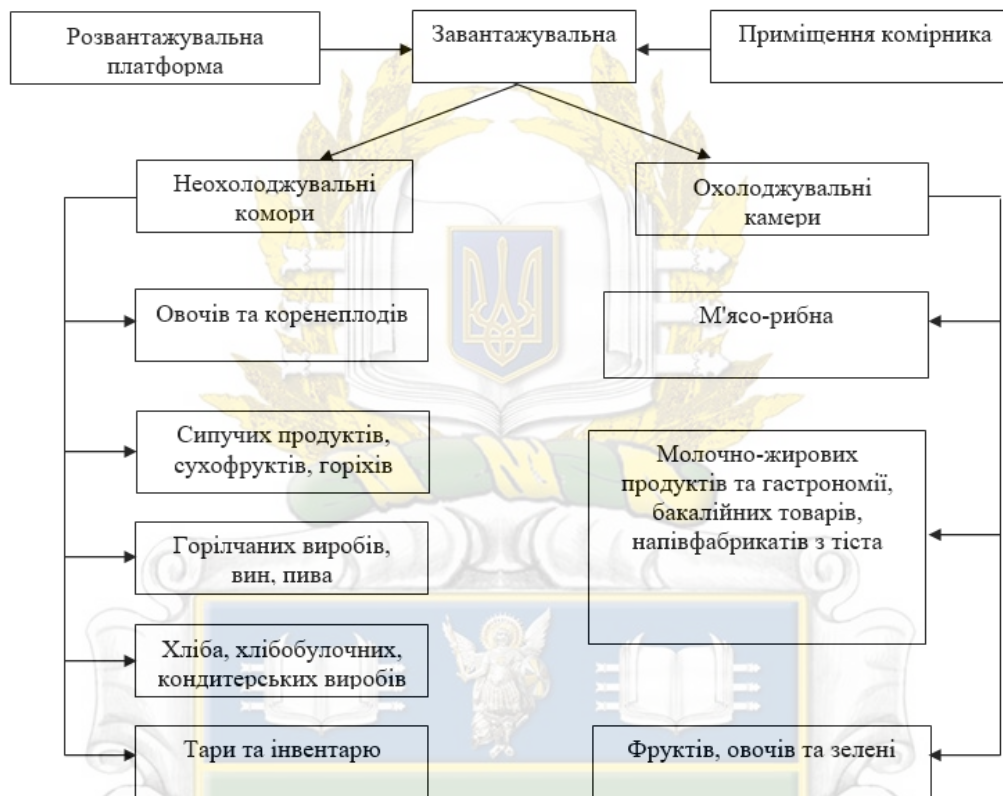 Розвантажувальна
платформа
Завантажувальна
Приміщення комірника
Неохолоджувальні
комори
Охолоджувальні
камери
Овочів та коренеплодів
М'ясо-рибна
Сипучих продуктів,
сухофруктів, горіхів
Молочно-жирових
продуктів та гастрономії,
бакалійних товарів,
напівфабрикатів з тіста
Горілчаних виробів,
вин, пива
Хліба, хлібобулочних,
кондитерських виробів
Тари та інвентарю
Фруктів, овочів та зелені